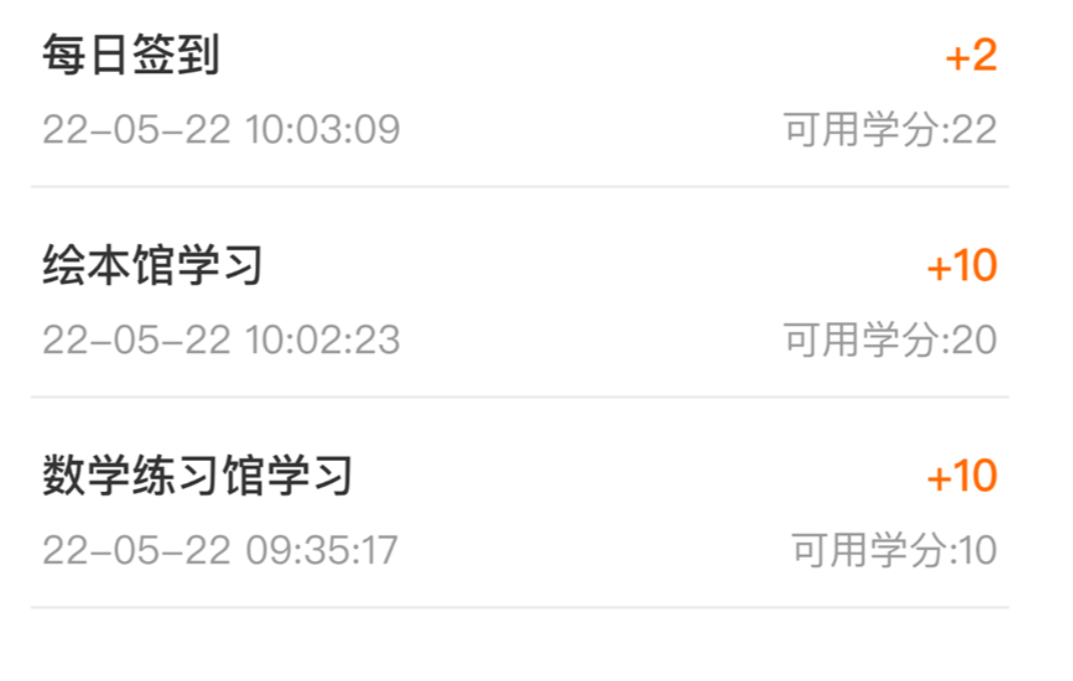 每日签到 +2
22-05-22 10:03:09 可用学分:22
绘本馆学习 +10
22-05-22 10:02:23 可用学分:20
数学练习馆学习 +10
22-05-22 09:35:17 可用学分:10